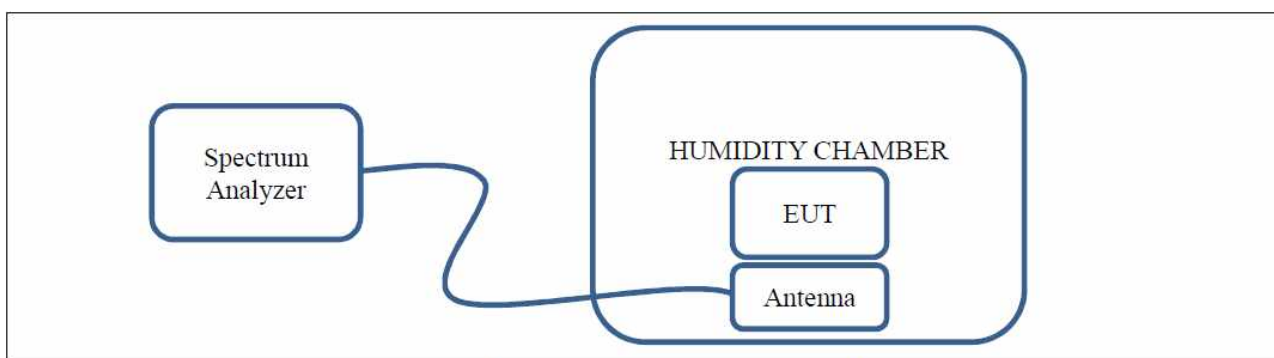 Spectrum
Analyzer
HUMIDITY CHAMBER
EUT
Antenna